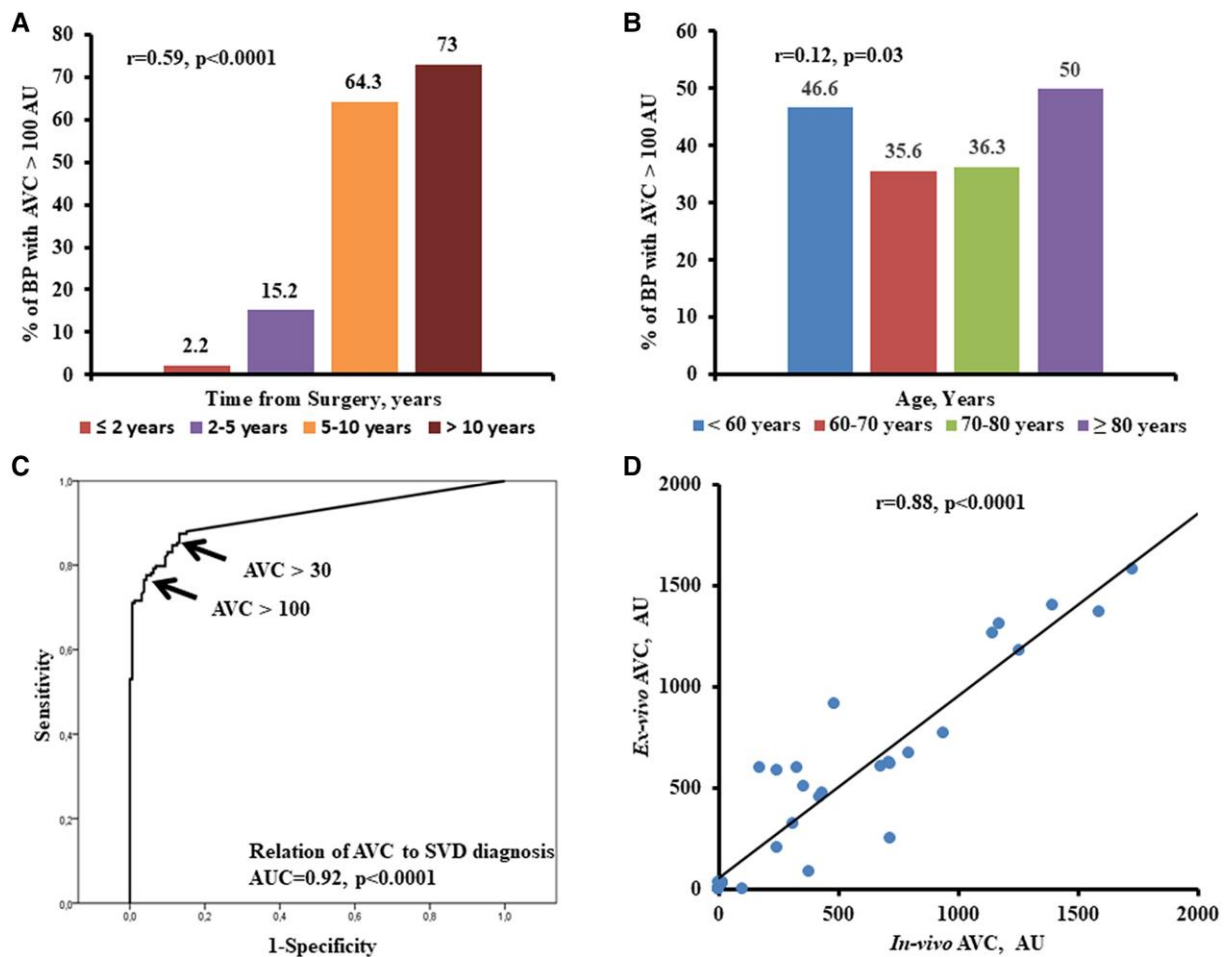 A
% of BP with AVC > 100 AU
80
70
60
50
40
30
20
10
0
r=0.59, p<0.0001
2.2
15.2
64.3
73
Time from Surgery, years
≤ 2 years 2-5 years 5-10 years > 10 years
B
% of BP with AVC > 100 AU
60
50
40
30
20
10
0
r=0.12, p=0.03
46.6
35.6
36.3
50
Age, Years
< 60 years 60-70 years 70-80 years ≥ 80 years
C
Sensitivity
1,0
0,8
0,6
0,4
0,2
0,0
AVC > 30
AVC > 100
Relation of AVC to SVD diagnosis
AUC=0.92, p<0.0001
0,0 0,2 0,4 0,6 0,8 1,0
1-Specificity
D
Ex-vivo AVC, AU
2000
1500
1000
500
0
r=0.88, p<0.0001
0 500 1000 1500 2000
In-vivo AVC, AU